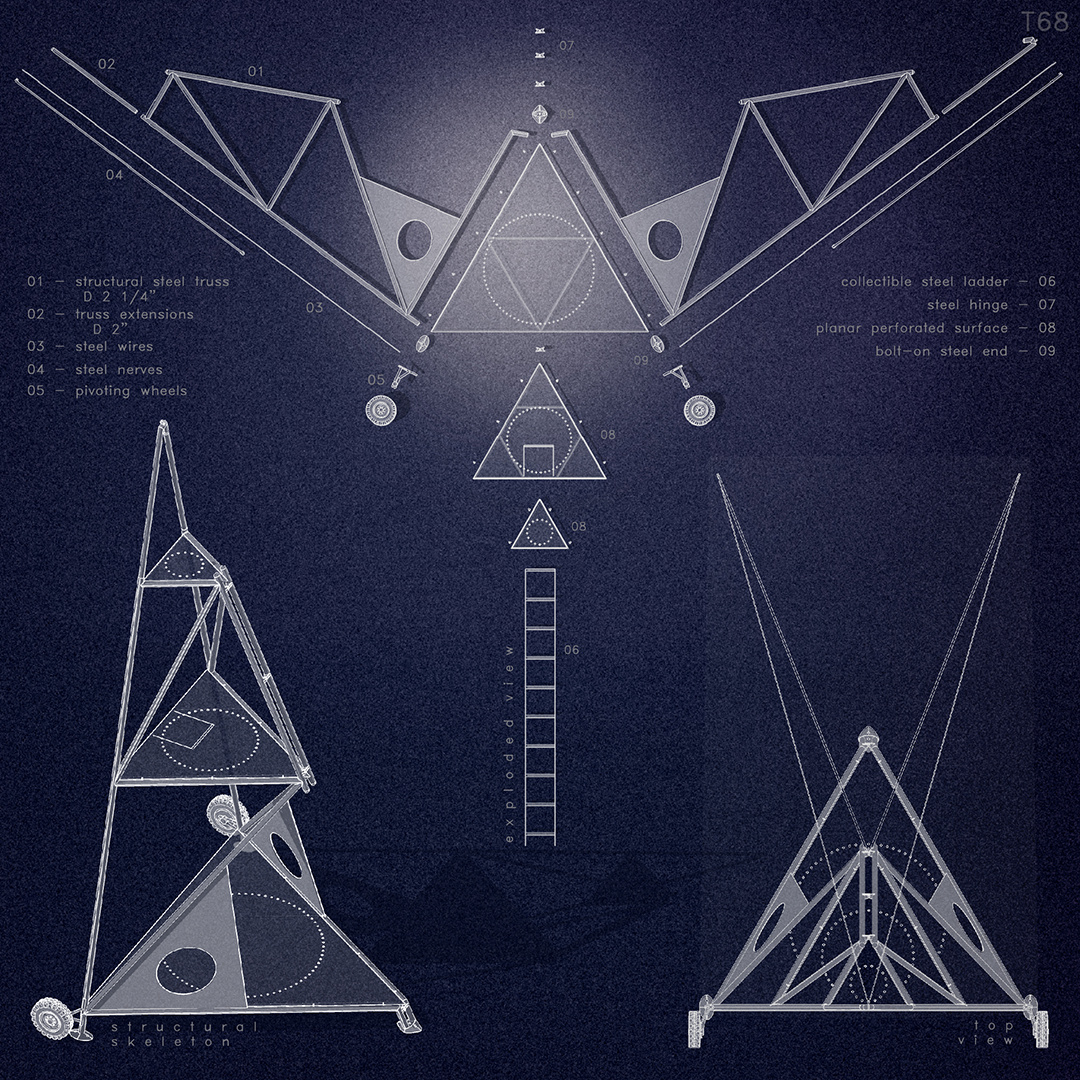 T68
07
02
01
09
04
01 – structural steel truss
D 2 1/4”
02 – truss extensions
D 2”
03 – steel wires
04 – steel nerves
05 – pivoting wheels
collectible steel ladder – 06
steel hinge – 07
planar perforated surface – 08
bolt–on steel end – 09
03
09
05
08
08
06
exploded view
structural
skeleton
top
view